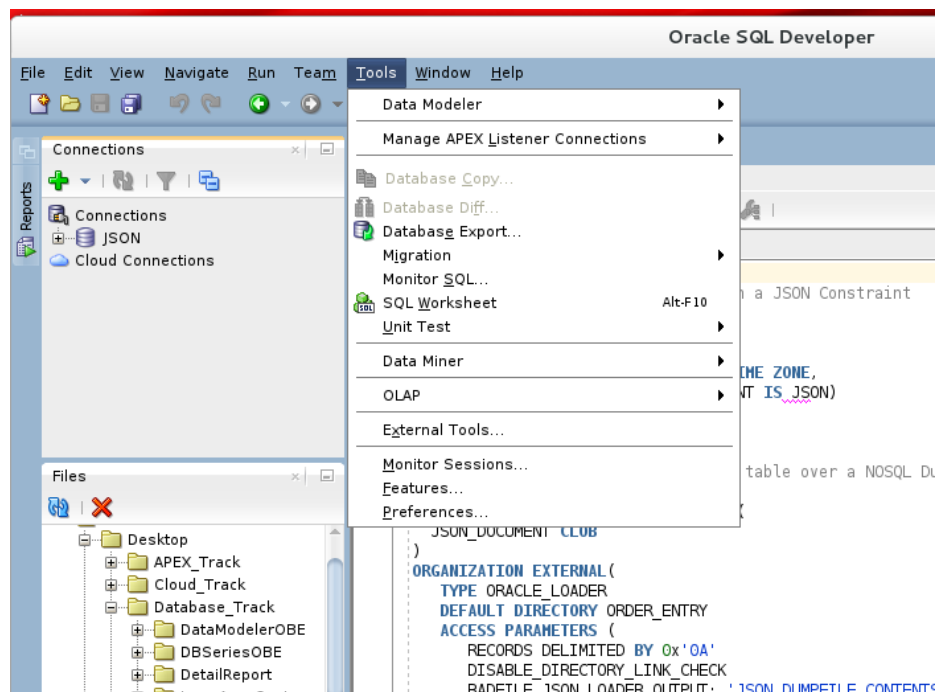 Oracle SQL Developer
File Edit View Navigate Run Team Tools Window Help
Connections
Reports
Connections
JSON
Cloud Connections
Data Modeler
Manage APEX Listener Connections
Database Copy...
Database Diff...
Database Export...
Migration
Monitor SQL...
SQL Worksheet Alt-F10
Unit Test
Data Miner
OLAP
External Tools...
Monitor Sessions...
Features...
Preferences...
a JSON Constraint
ZONE,
IS JSON)
table over a NOSQL
Files
Desktop
APEX_Track
Cloud_Track
Database_Track
DataModelerOBE
DBSeriesOBE
DetailReport
JSON_DOCUMENT CLOB
)
ORGANIZATION EXTERNAL(
TYPE ORACLE_LOADER
DEFAULT DIRECTORY ORDER_ENTRY
ACCESS PARAMETERS (
RECORDS DELIMITED BY 0x'0A'
DISABLE_DIRECTORY_LINK_CHECK